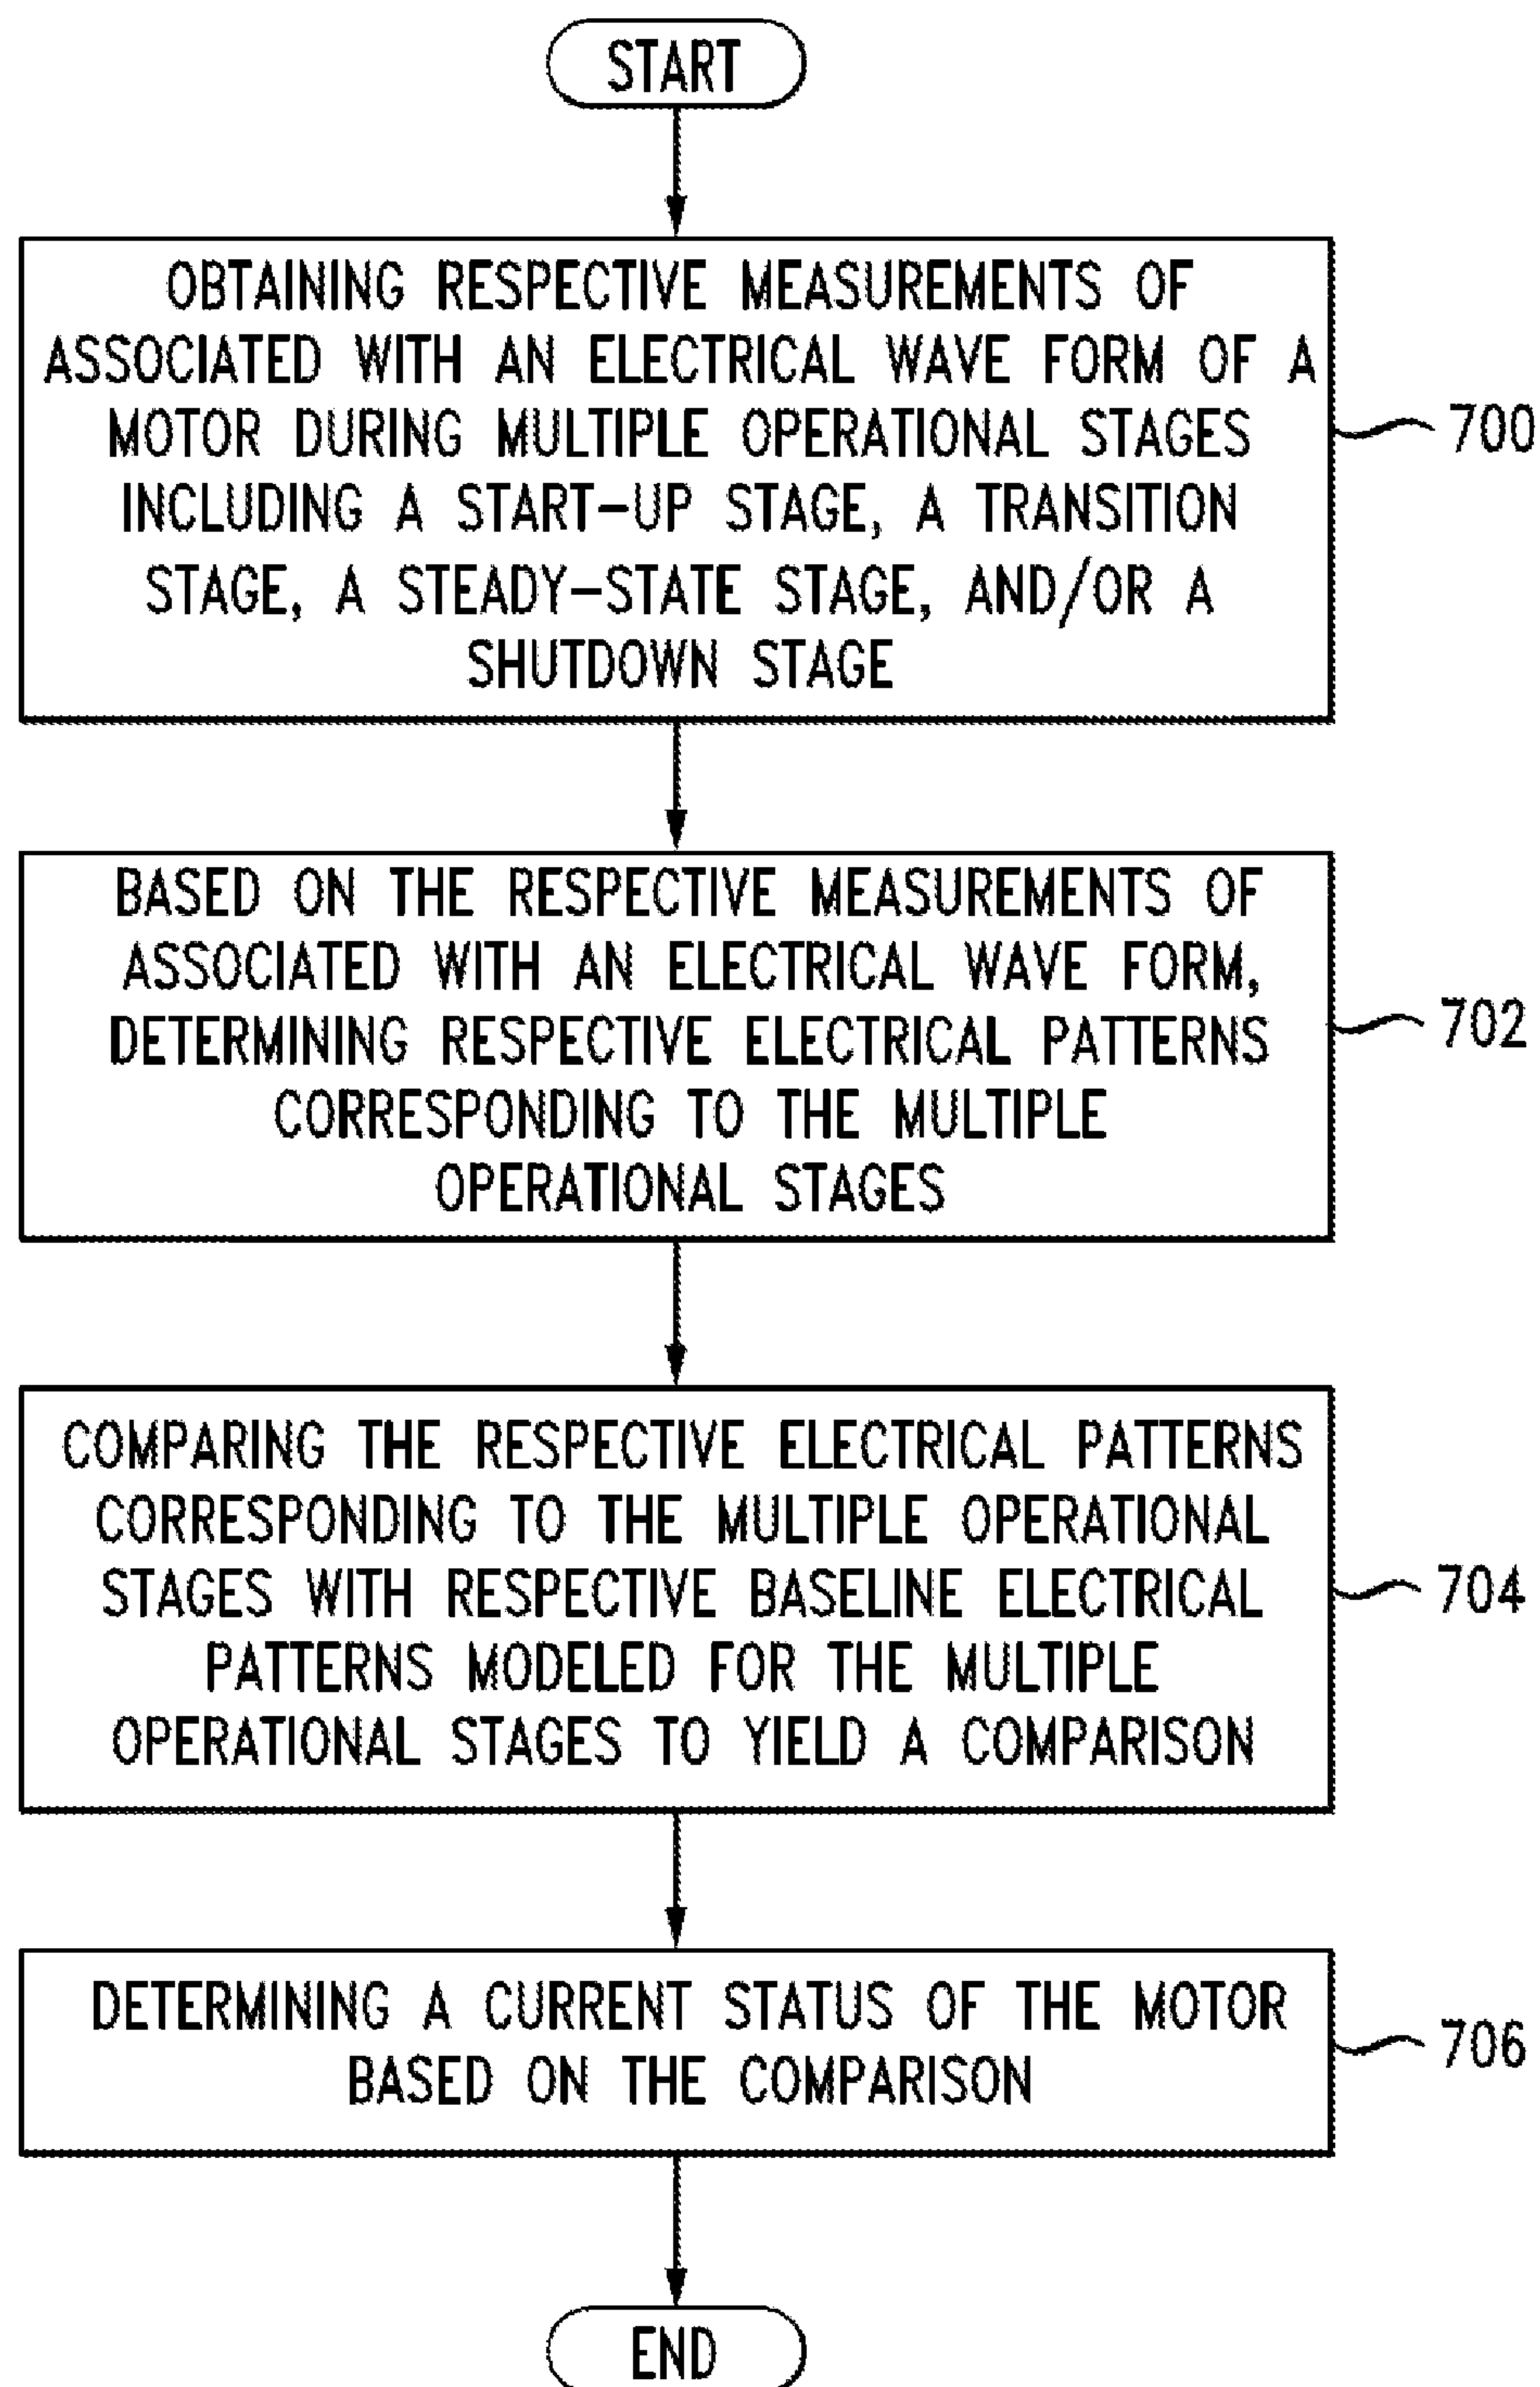 START
OBTAINING RESPECTIVE MEASUREMENTS OF
ASSOCIATED WITH AN ELECTRICAL WAVE FORM OF A
MOTOR DURING MULTIPLE OPERATIONAL STAGES
INCLUDING A START-UP STAGE, A TRANSITION
STAGE, A STEADY-STATE STAGE, AND/OR A
SHUTDOWN STAGE
700
BASED ON THE RESPECTIVE MEASUREMENTS OF
ASSOCIATED WITH AN ELECTRICAL WAVE FORM,
DETERMINING RESPECTIVE ELECTRICAL PATTERNS
CORRESPONDING TO THE MULTIPLE
OPERATIONAL STAGES
702
COMPARING THE RESPECTIVE ELECTRICAL PATTERNS
CORRESPONDING TO THE MULTIPLE OPERATIONAL
STAGES WITH RESPECTIVE BASELINE ELECTRICAL
PATTERNS MODELED FOR THE MULTIPLE
OPERATIONAL STAGES TO YIELD A COMPARISON
704
DETERMINING A CURRENT STATUS OF THE MOTOR
BASED ON THE COMPARISON
706
END